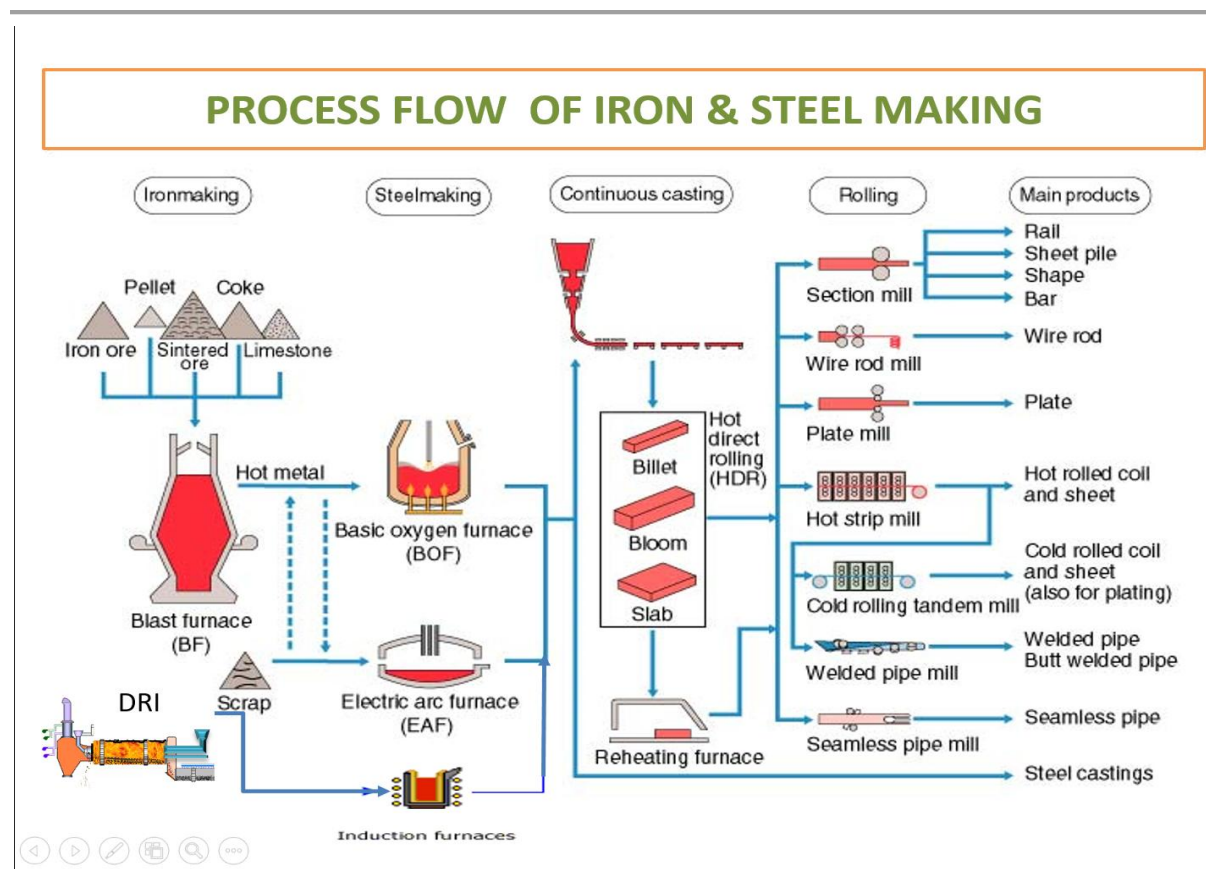 PROCESS FLOW OF IRON & STEEL MAKING
Ironmaking
Steelmaking
Continuous casting
Rolling
Main products
Pellet
Coke
Iron ore
Sintered
ore
Limestone
Hot metal
Blast furnace
(BF)
Basic oxygen furnace
(BOF)
Scrap
DRI
Electric arc furnace
(EAF)
Induction furnaces
Billet
Bloom
Slab
Hot
direct
rolling
(HDR)
Reheating furnace
Section mill
Wire rod mill
Plate mill
Hot strip mill
Cold rolling tandem mill
Welded pipe mill
Seamless pipe mill
Rail
Sheet pile
Shape
Bar
Wire rod
Plate
Hot rolled coil
and sheet
Cold rolled coil
and sheet
(also for plating)
Welded pipe
Butt welded pipe
Seamless pipe
Steel castings